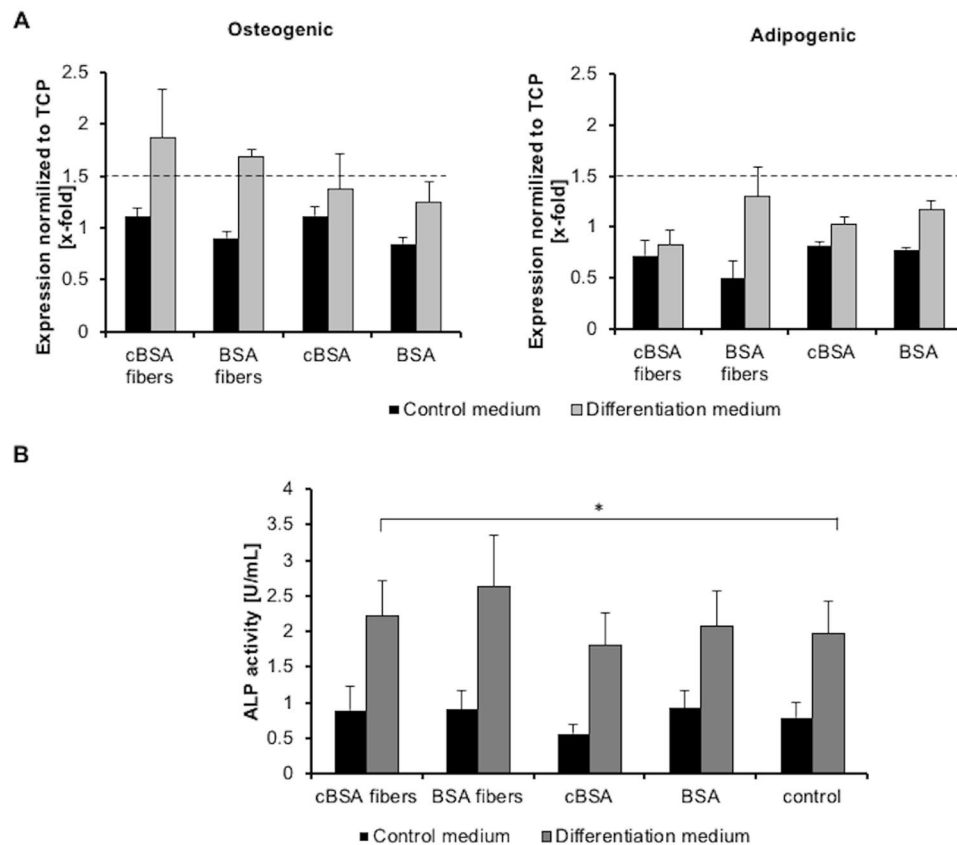 A
Osteogenic
Expression normilized to TCP
[x-fold]
2.5
2
1.5
1
0.5
0
cBSA fibers
BSA fibers
cBSA
BSA
Adipogenic
Expression normilized to TCP
[x-fold]
2.5
2
1.5
1
0.5
0
cBSA fibers
BSA fibers
cBSA
BSA
Control medium Differentiation medium
B
ALP activity [U/mL]
4
3.5
3
2.5
2
1.5
1
0.5
0
*
cBSA fibers BSA fibers cBSA BSA control
Control medium Differentiation medium